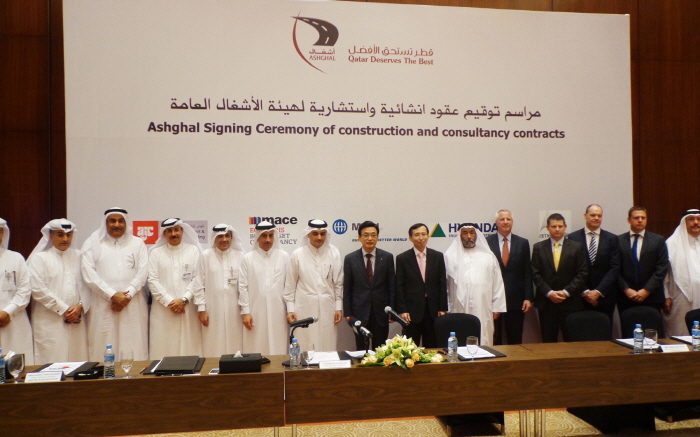 أشغال
ASHGHAL
قطر تستحق الأفضل
Qatar Deserves The Best
مراسم توقيع عقود انشائية واستشارية لهيئة الأشغال العامة
Ashghal Signing Ceremony of construction and consultancy contracts
mace